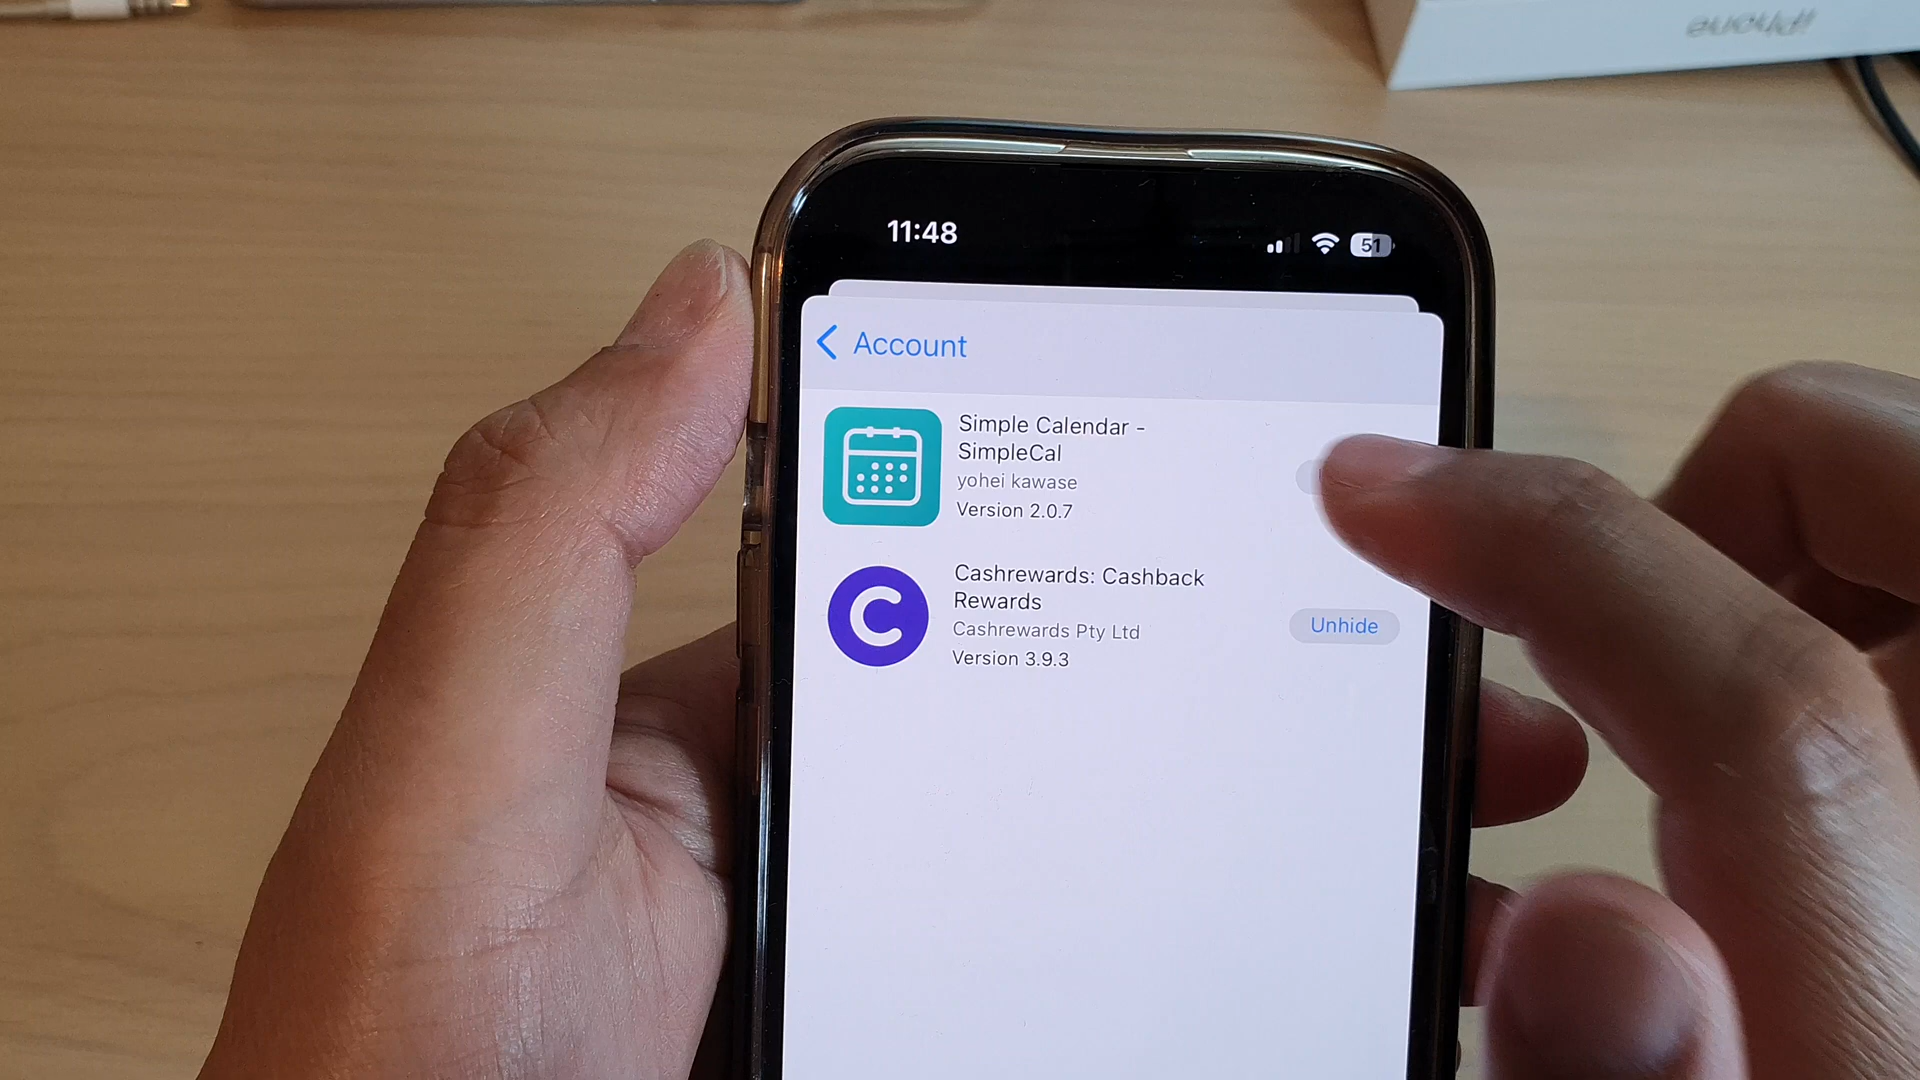 iPhone
11:48
51
Account
Simple Calendar -
SimpleCal
yohei kawase
Version 2.0.7
Cashrewards: Cashback
Rewards
Cashrewards Pty Ltd
Version 3.9.3
Unhide